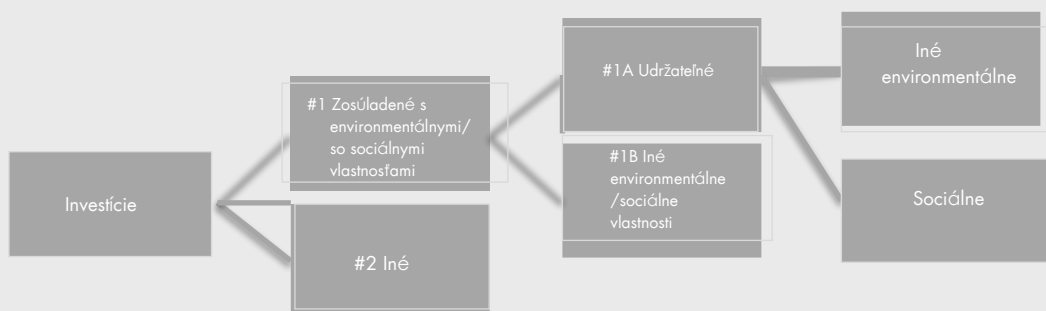 Investície
#1 Zosúladené s
environmentálnymi/
so sociálnymi
vlastnosťami
#2 Iné
#1A Udržateľné
#1B Iné
environmentálne
/sociálne
vlastnosti
Iné
environmentálne
Sociálne